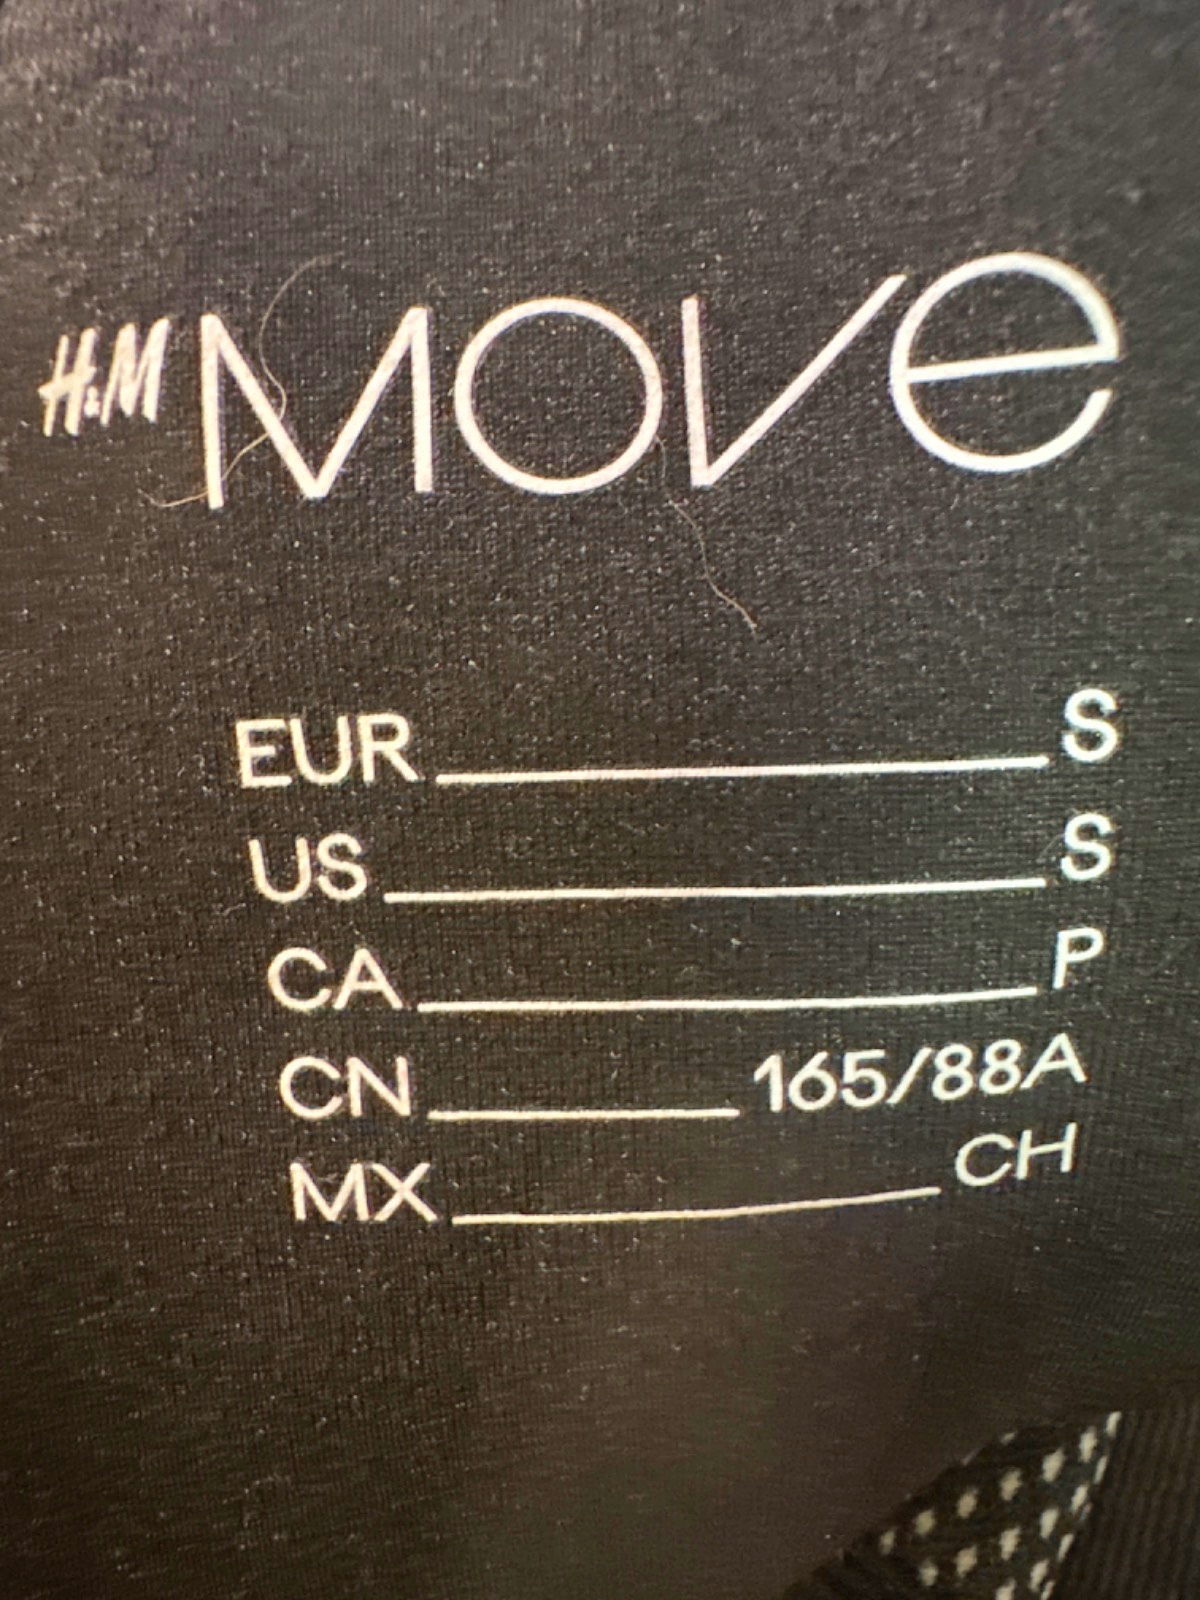 H&M Move
EUR S
US S
CA P
CN 165/88A
MX CH